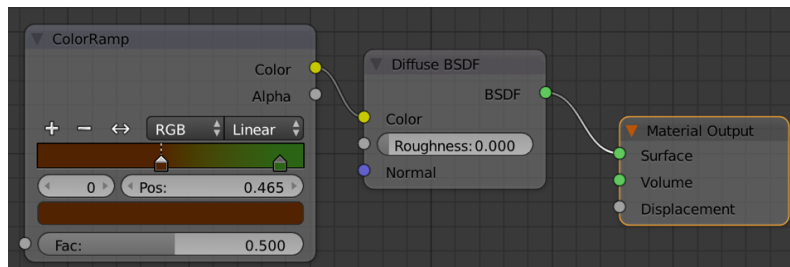 ColorRamp
Color
Alpha
+ − ↔ RGB Linear
0 Pos: 0.465
Fac: 0.500
Diffuse BSDF
BSDF
Color
Roughness: 0.000
Normal
Material Output
Surface
Volume
Displacement